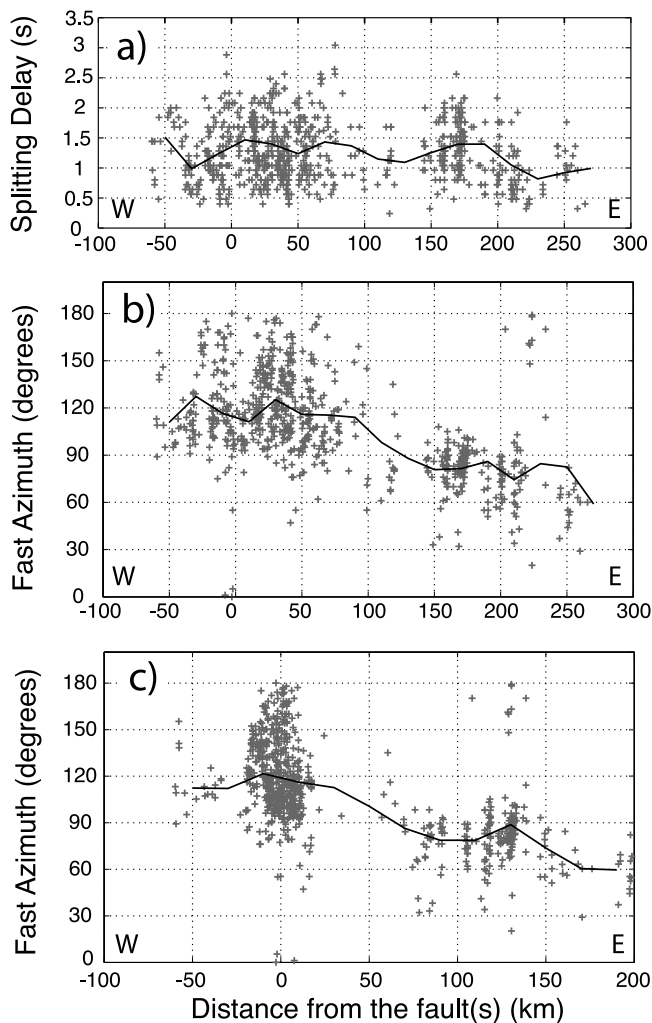 a)
Splitting Delay (s)
3.5
3
2.5
2
1.5
1
0.5
0
W
E
-100 -50 0 50 100 150 200 250 300
b)
Fast Azimuth (degrees)
180
150
120
90
60
30
0
W
E
-100 -50 0 50 100 150 200 250 300
c)
Fast Azimuth (degrees)
180
150
120
90
60
30
0
W
E
-100 -50 0 50 100 150 200
Distance from the fault(s) (km)